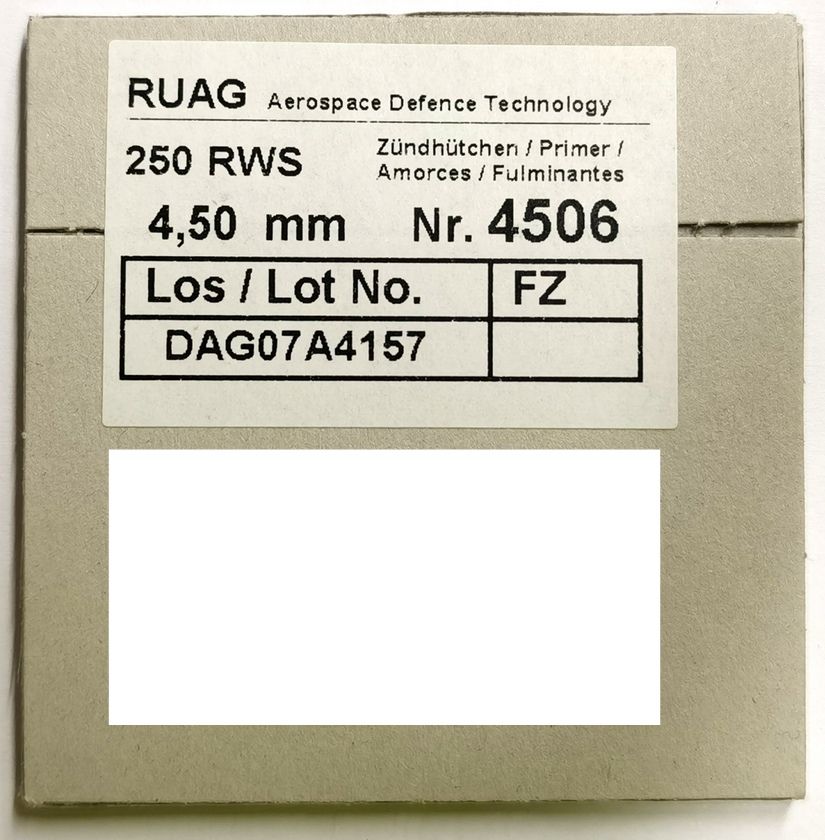 RUAG Aerospace Defence Technology
250 RWS
Zündhütchen / Primer /
Amorces / Fulminantes
4,50 mm Nr. 4506
Los / Lot No. FZ
DAG07A4157